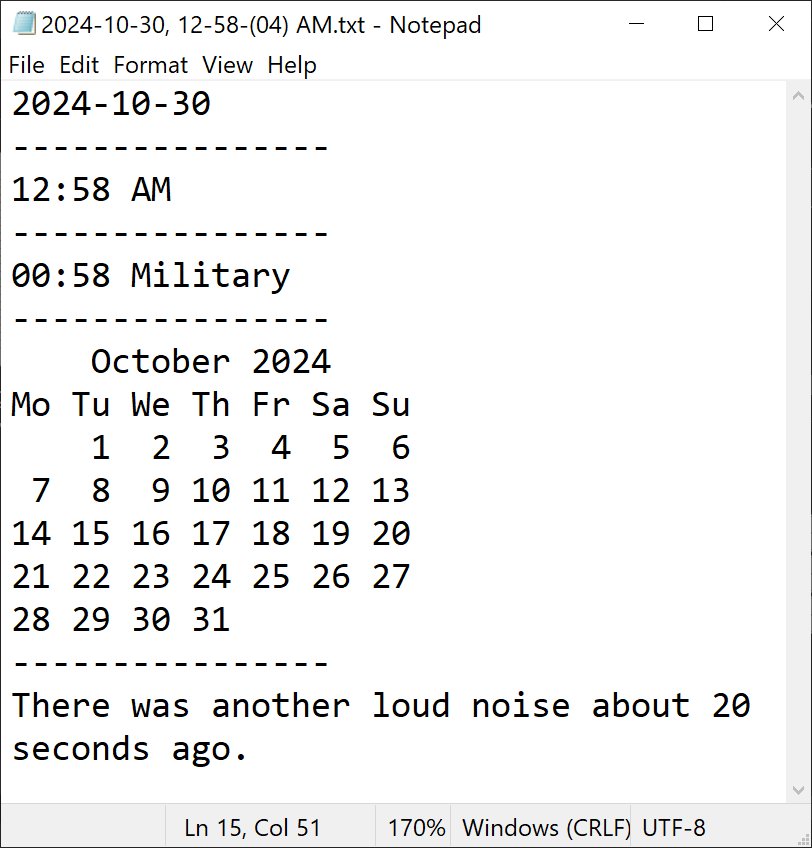 2024-10-30, 12-58-(04) AM.txt - Notepad
File Edit Format View Help
2024-10-30
----------------
12:58 AM
----------------
00:58 Military
----------------
    October 2024
Mo Tu We Th Fr Sa Su
    1  2  3  4  5  6
 7  8  9 10 11 12 13
14 15 16 17 18 19 20
21 22 23 24 25 26 27
28 29 30 31
----------------
There was another loud noise about 20
seconds ago.
Ln 15, Col 51 170% Windows (CRLF) UTF-8